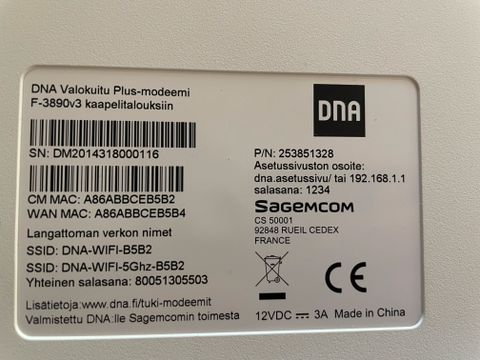 DNA Valokuitu Plus-modeemi
F-3890v3 kaapelitalouksiin
DNA
SN: DM2014318000116
CM MAC: A86ABBCEB5B2
WAN MAC: A86ABBCEB5B4
Langattoman verkon nimet
SSID: DNA-WIFI-B5B2
SSID: DNA-WIFI-5Ghz-B5B2
Yhteinen salasana: 80051305503
Lisätietoja:www.dna.fi/tuki-modeemit
Valmistettu DNA:lle Sagemcomin toimesta
P/N: 253851328
Asetussivuston osoite:
dna.asetussivu/ tai 192.168.1.1
salasana: 1234
SAGEMCOM
CS 50001
92848 RUEIL CEDEX
FRANCE
CE
12VDC ⎓ 3A Made in China